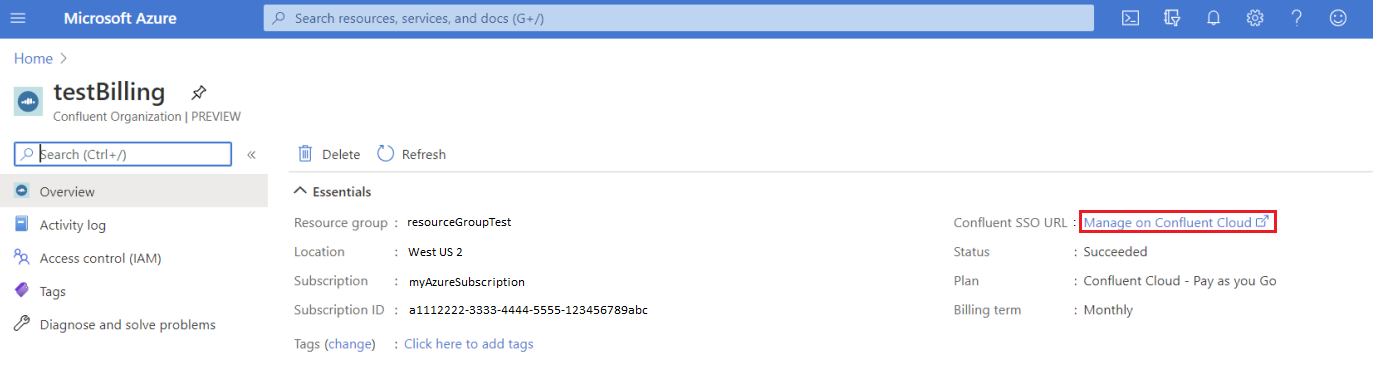 Microsoft Azure
Search resources, services, and docs (G+/)
Home
testBilling
Confluent Organization | PREVIEW
Search (Ctrl+/)
«
Delete
Refresh
Overview
Activity log
Access control (IAM)
Tags
Diagnose and solve problems
Essentials
Resource group : resourceGroupTest
Location : West US 2
Subscription : myAzureSubscription
Subscription ID : a1112222-3333-4444-5555-123456789abc
Tags (change) : Click here to add tags
Confluent SSO URL : Manage on Confluent Cloud
Status : Succeeded
Plan : Confluent Cloud - Pay as you Go
Billing term : Monthly